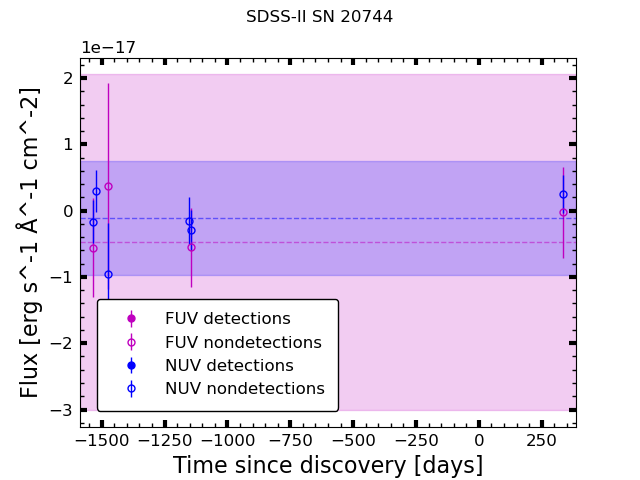 SDSS-II SN 20744
1e−17
Flux [erg s^-1 Å^-1 cm^-2]
2
1
0
−1
−2
−3
FUV detections
FUV nondetections
NUV detections
NUV nondetections
−1500 −1250 −1000 −750 −500 −250 0 250
Time since discovery [days]